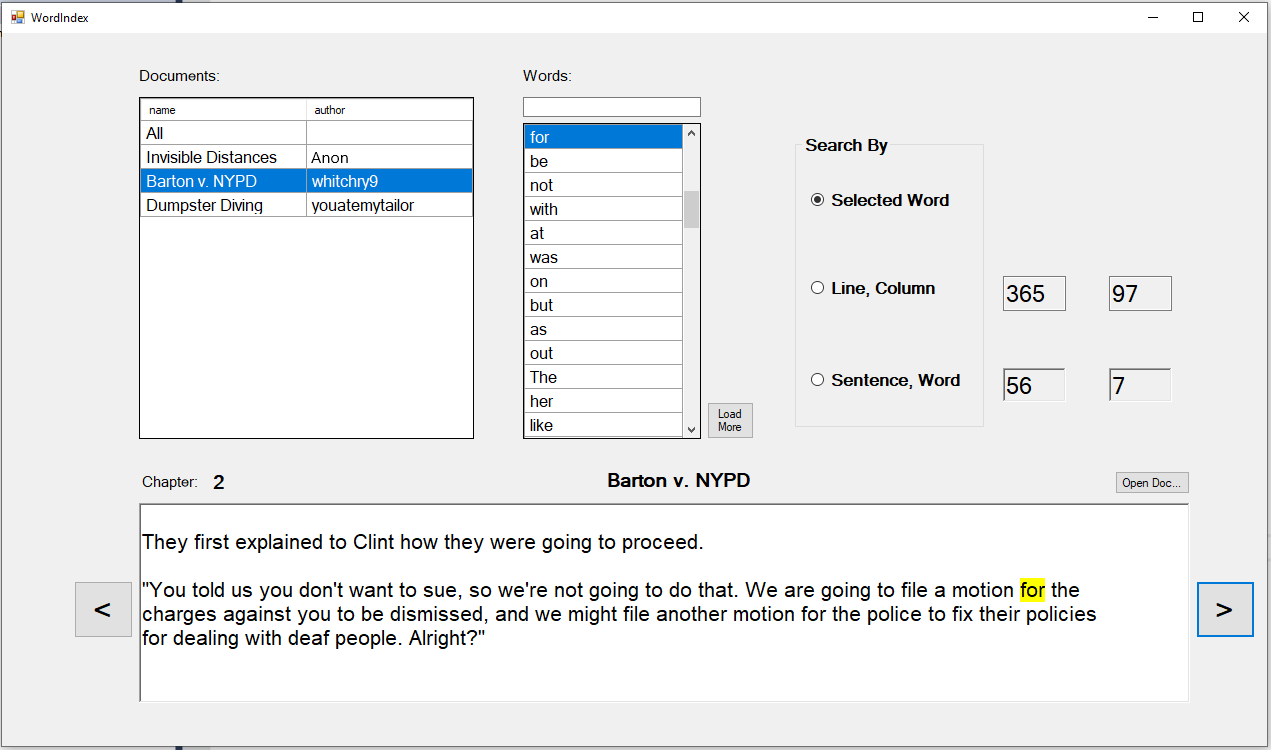 WordIndex
Documents:
Words:
name author
All
Invisible Distances Anon
Barton v. NYPD whitchry9
Dumpster Diving youatemytailor
for
be
not
with
at
was
on
but
as
out
The
her
like
Load
More
Search By
Selected Word
Line, Column 365 97
Sentence, Word 56 7
Chapter: 2
Barton v. NYPD
Open Doc...
<
They first explained to Clint how they were going to proceed.
"You told us you don't want to sue, so we're not going to do that. We are going to file a motion for the
charges against you to be dismissed, and we might file another motion for the police to fix their policies
for dealing with deaf people. Alright?"
>